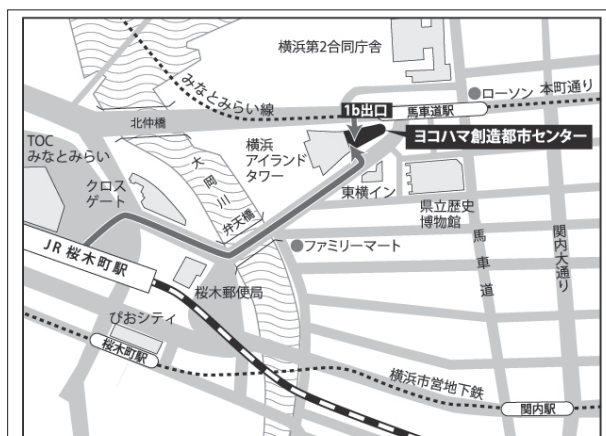 横浜第2合同庁舎
みなとみらい線
ローソン
本町通り
1b出口
馬車道駅
北仲橋
ヨコハマ創造都市センター
TOC
みなとみらい
横浜
アイランド
タワー
大岡川
クロス
ゲート
東横イン
県立歴史
博物館
弁天橋
ファミリーマート
馬車道
関内大通り
JR 桜木町駅
桜木郵便局
ぴおシティ
桜木町駅
横浜市営地下鉄
関内駅